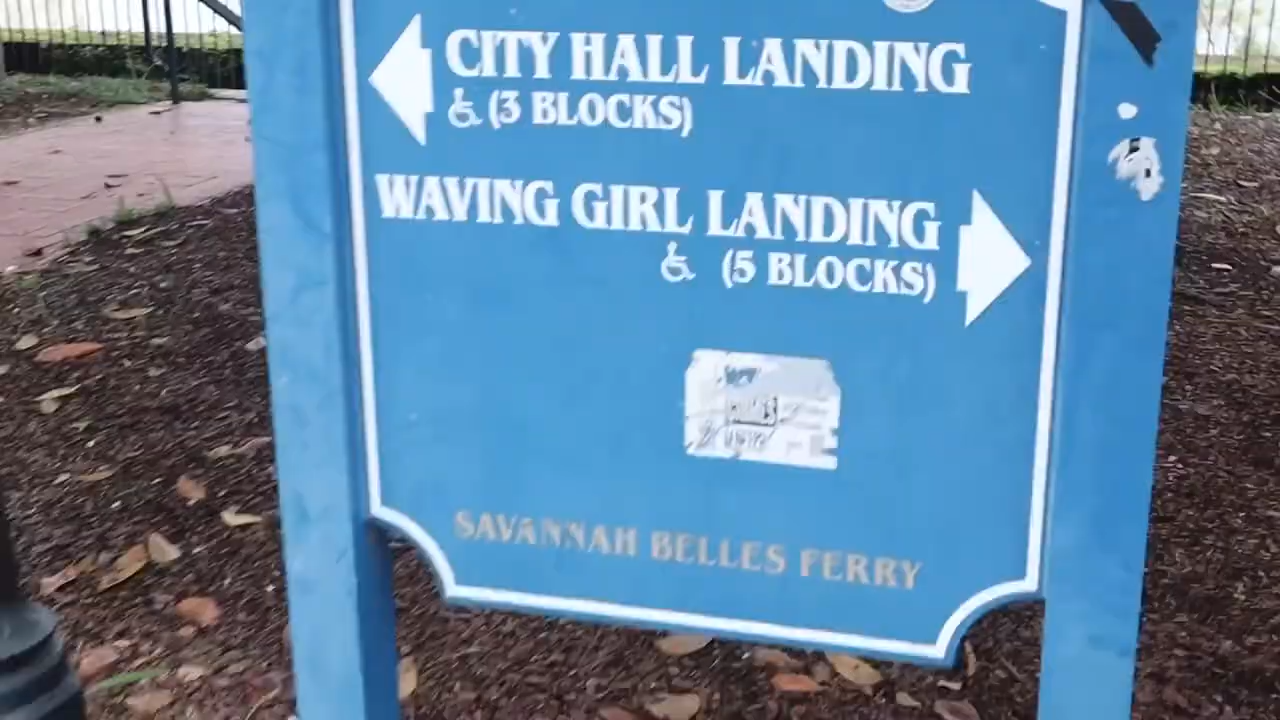 CITY HALL LANDING
(3 BLOCKS)
WAVING GIRL LANDING
(5 BLOCKS)
SAVANNAH BELLES FERRY